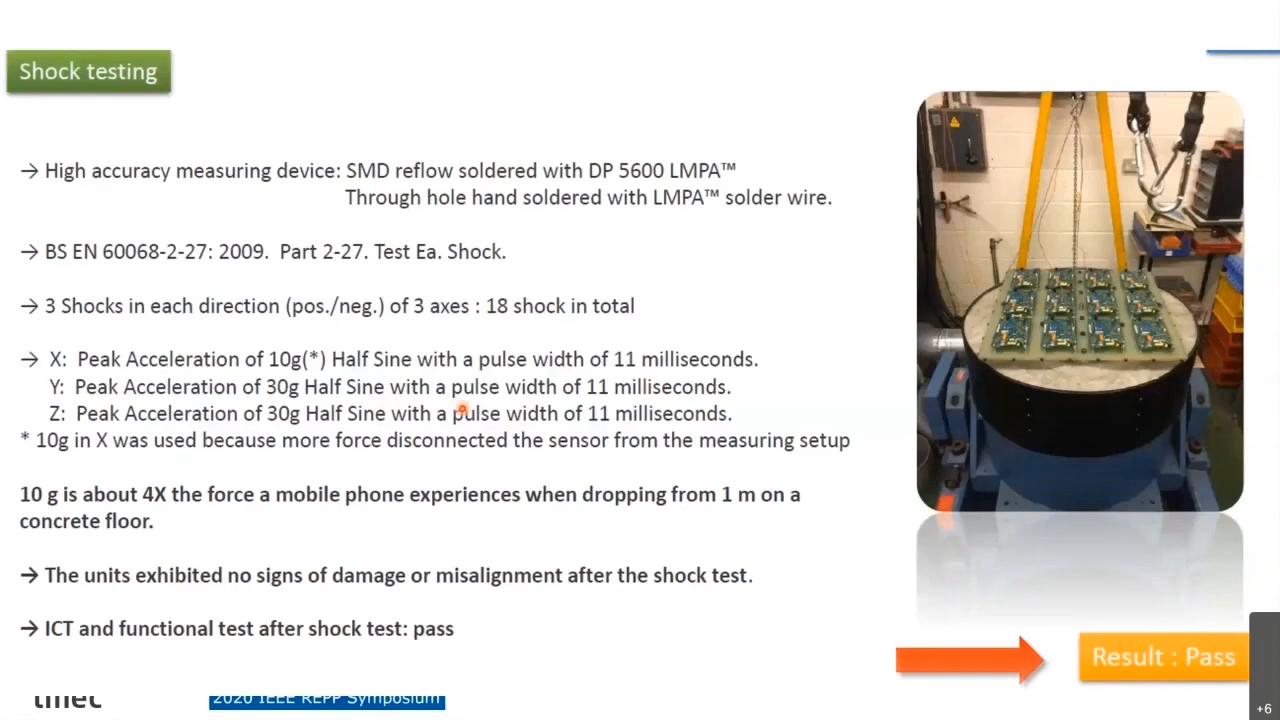 Shock testing
→ High accuracy measuring device: SMD reflow soldered with DP 5600 LMPA™
Through hole hand soldered with LMPA™ solder wire.
→ BS EN 60068-2-27: 2009. Part 2-27. Test Ea. Shock.
→ 3 Shocks in each direction (pos./neg.) of 3 axes : 18 shock in total
→ X: Peak Acceleration of 10g(*) Half Sine with a pulse width of 11 milliseconds.
Y: Peak Acceleration of 30g Half Sine with a pulse width of 11 milliseconds.
Z: Peak Acceleration of 30g Half Sine with a pulse width of 11 milliseconds.
* 10g in X was used because more force disconnected the sensor from the measuring setup
10 g is about 4X the force a mobile phone experiences when dropping from 1 m on a
concrete floor.
→ The units exhibited no signs of damage or misalignment after the shock test.
→ ICT and functional test after shock test: pass
Result : Pass
2020 IEEE REPP Symposium
+6